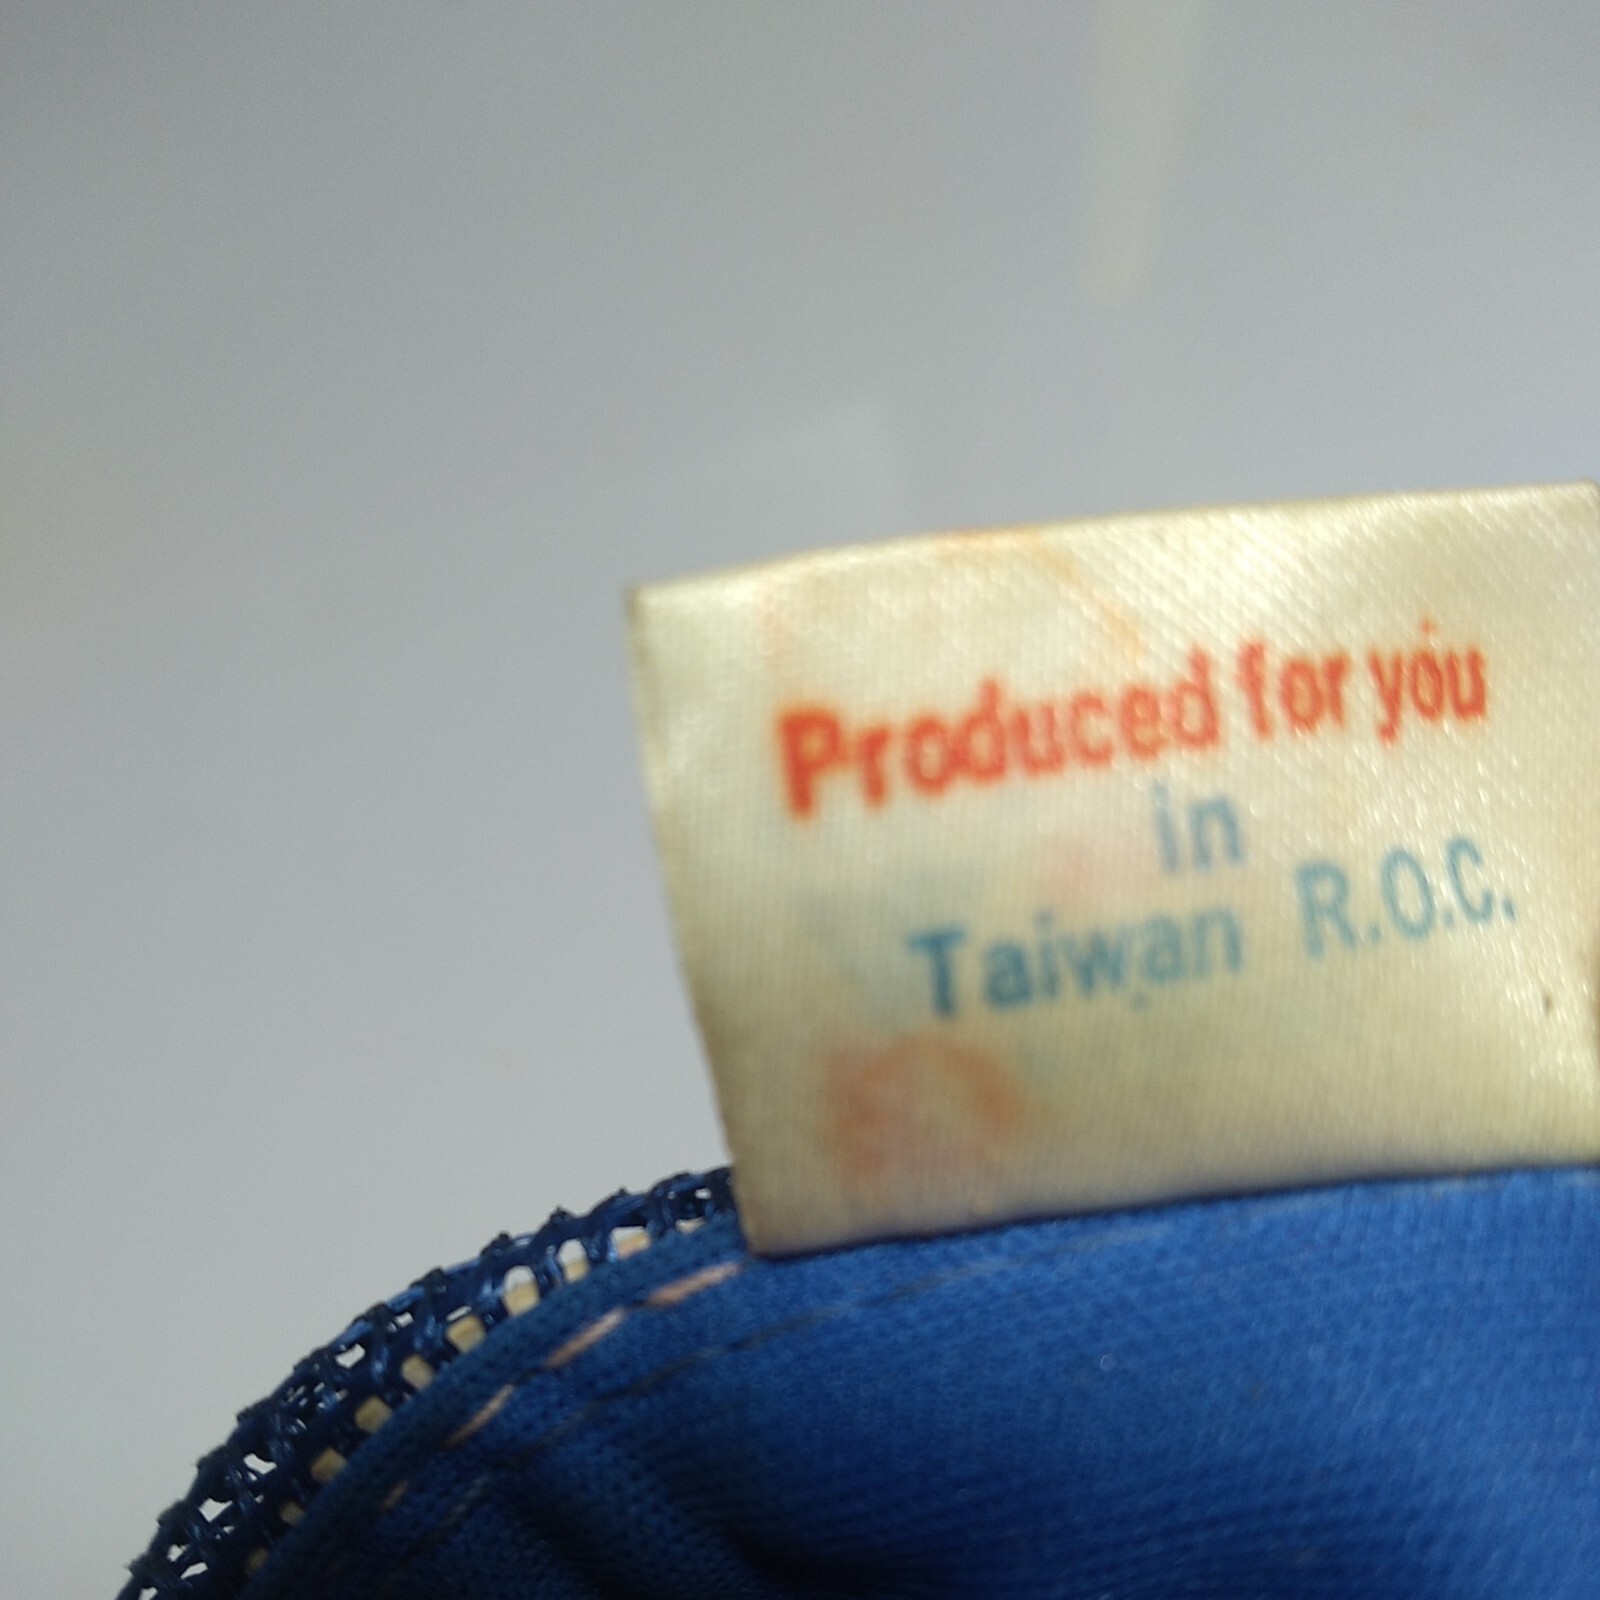 Produced for you
in
Taiwan R.O.C.